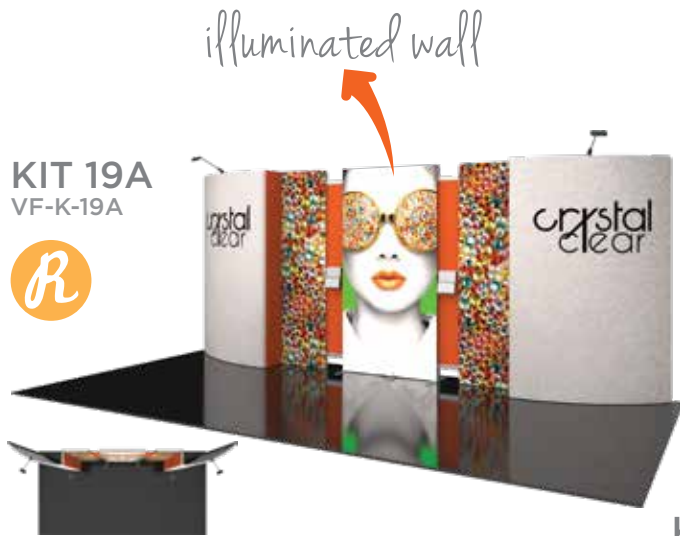 illuminated wall
KIT 19A
VF-K-19A
R
crystal
clear
crystal
clear